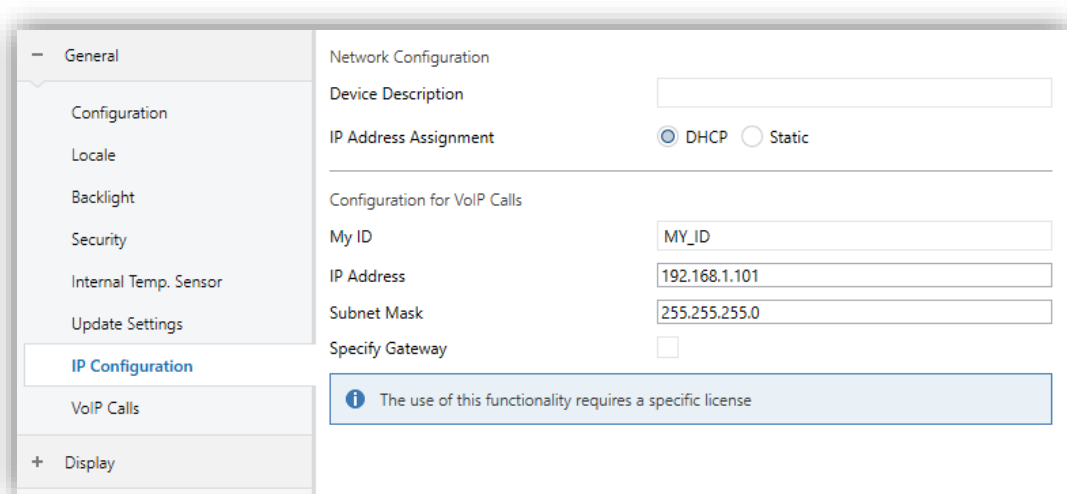 General
Configuration
Locale
Backlight
Security
Internal Temp. Sensor
Update Settings
IP Configuration
VoIP Calls
Display
Network Configuration
Device Description
IP Address Assignment DHCP Static
Configuration for VoIP Calls
My ID MY_ID
IP Address 192.168.1.101
Subnet Mask 255.255.255.0
Specify Gateway
The use of this functionality requires a specific license